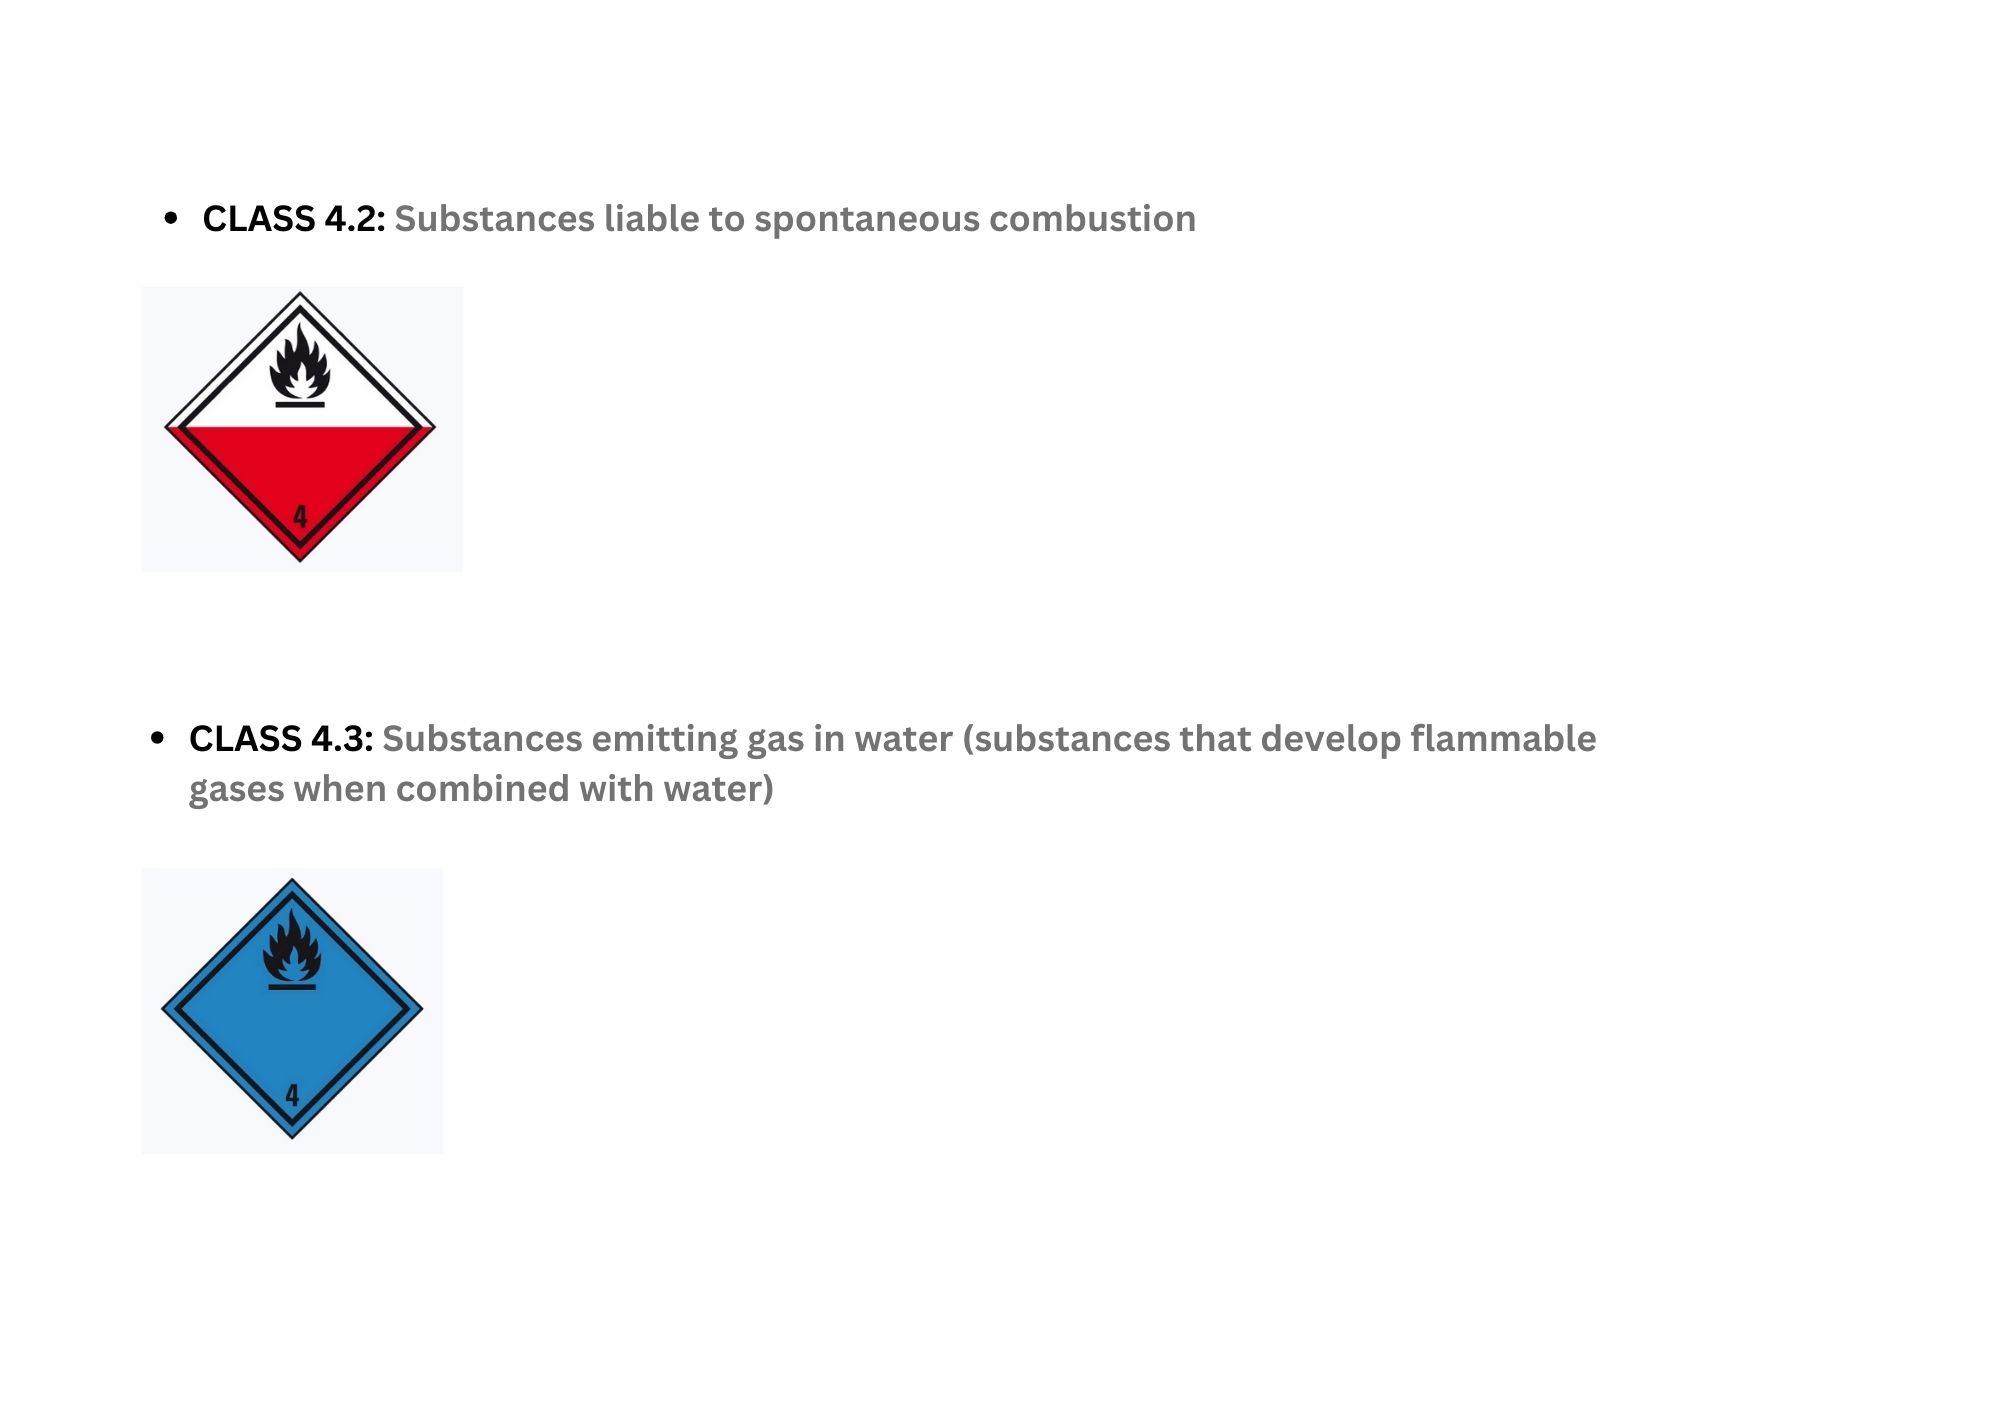 • CLASS 4.2: Substances liable to spontaneous combustion
4
• CLASS 4.3: Substances emitting gas in water (substances that develop flammable
gases when combined with water)
4